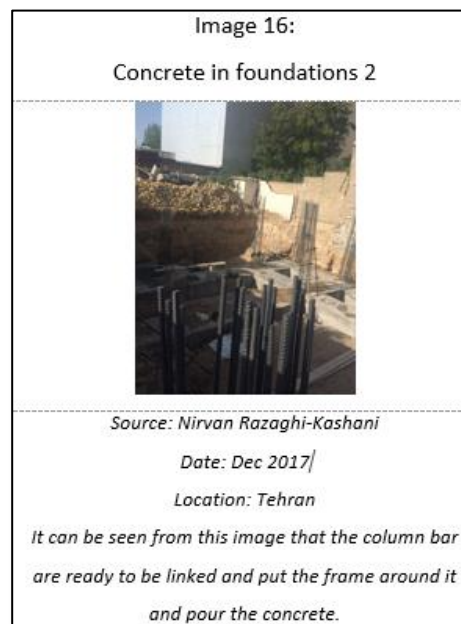 Image 16:
Concrete in foundations 2
Source: Nirvan Razaghi-Kashani
Date: Dec 2017
Location: Tehran
It can be seen from this image that the column bar
are ready to be linked and put the frame around it
and pour the concrete.